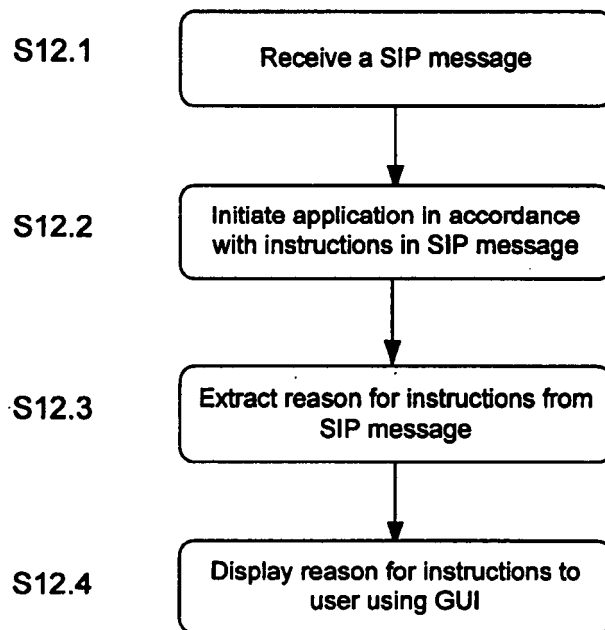 S12.1
Receive a SIP message
S12.2
Initiate application in accordance
with instructions in SIP message
S12.3
Extract reason for instructions from
SIP message
S12.4
Display reason for instructions to
user using GUI